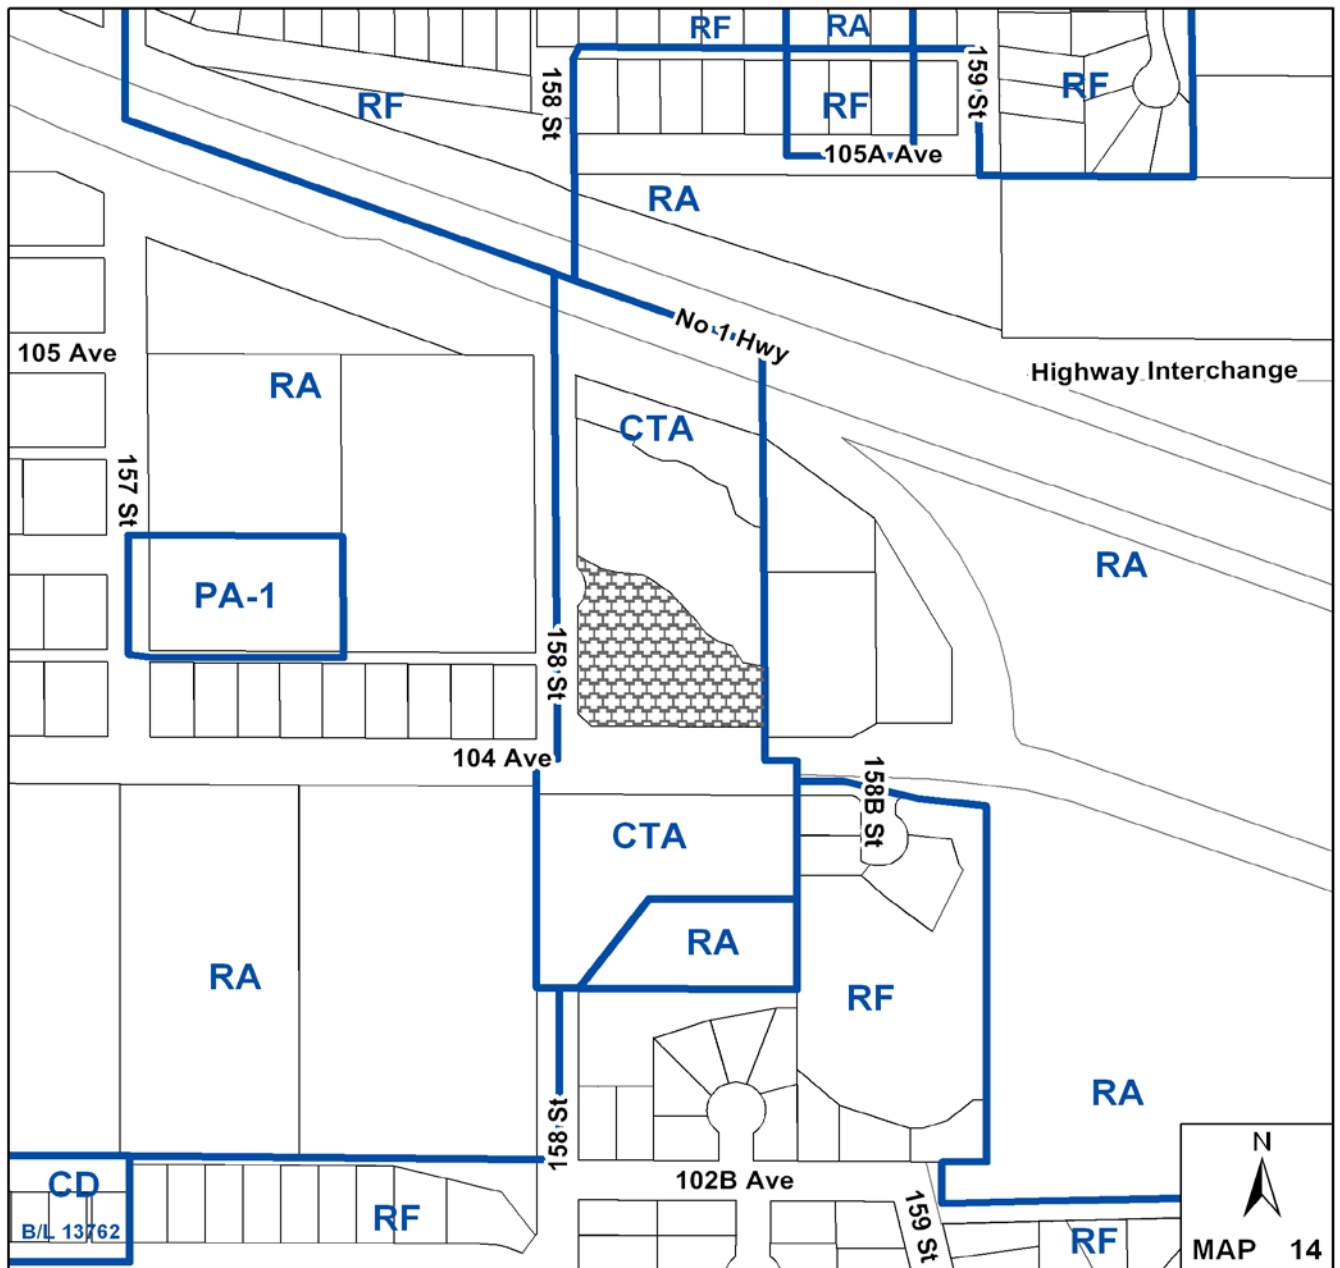 RF
RA
158 St
159 St
RF
RF
RF
105A Ave
RA
No 1 Hwy
105 Ave
Highway Interchange
RA
CTA
157 St
RA
PA-1
158 St
104 Ave
158B St
CTA
RA
RA
RF
RA
158 St
CD
102B Ave
B/L 13762
RF
159 St
RF
N
MAP 14